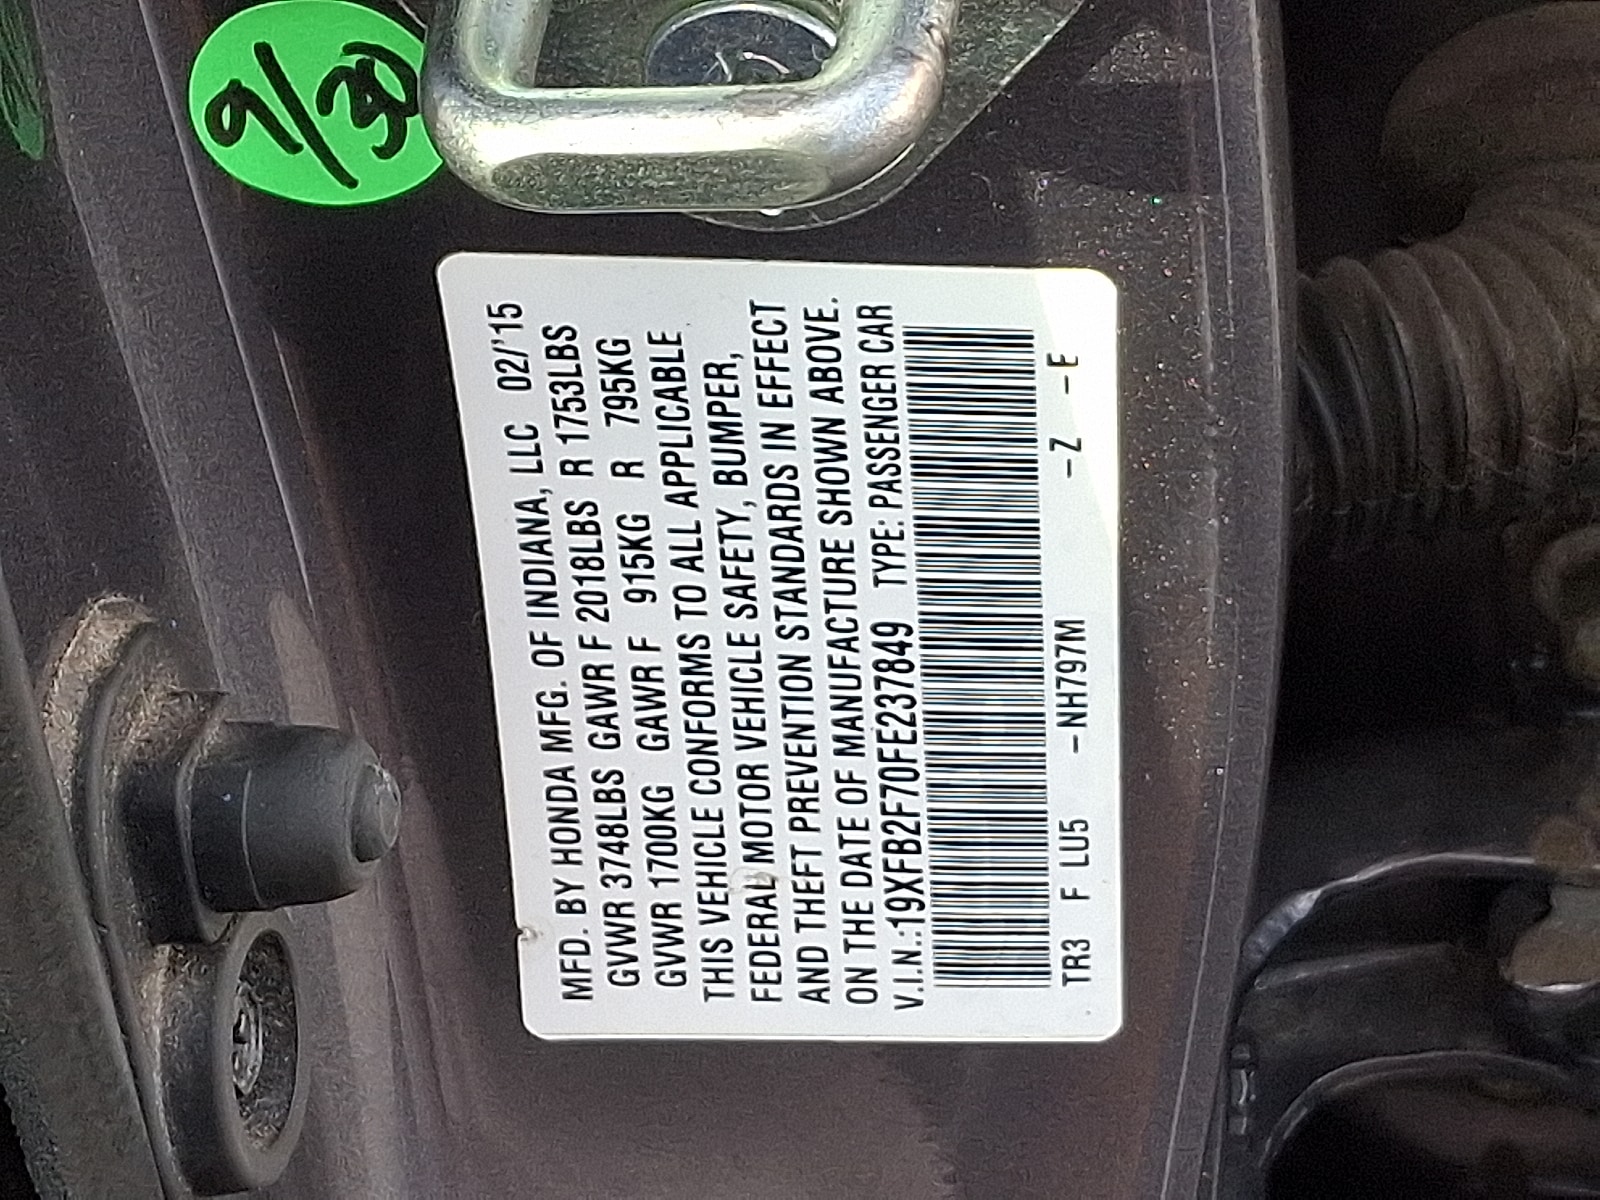 9/30
MFD. BY HONDA MFG. OF INDIANA, LLC 02/'15
GVWR 3748LBS GAWR F 2018LBS R 1753LBS
GVWR 1700KG GAWR F 915KG R 795KG
THIS VEHICLE CONFORMS TO ALL APPLICABLE
FEDERAL MOTOR VEHICLE SAFETY, BUMPER,
AND THEFT PREVENTION STANDARDS IN EFFECT
ON THE DATE OF MANUFACTURE SHOWN ABOVE.
V.I.N.:19XFB2F70FE237849 TYPE: PASSENGER CAR
TR3 F LU5 -NH797M -Z -E